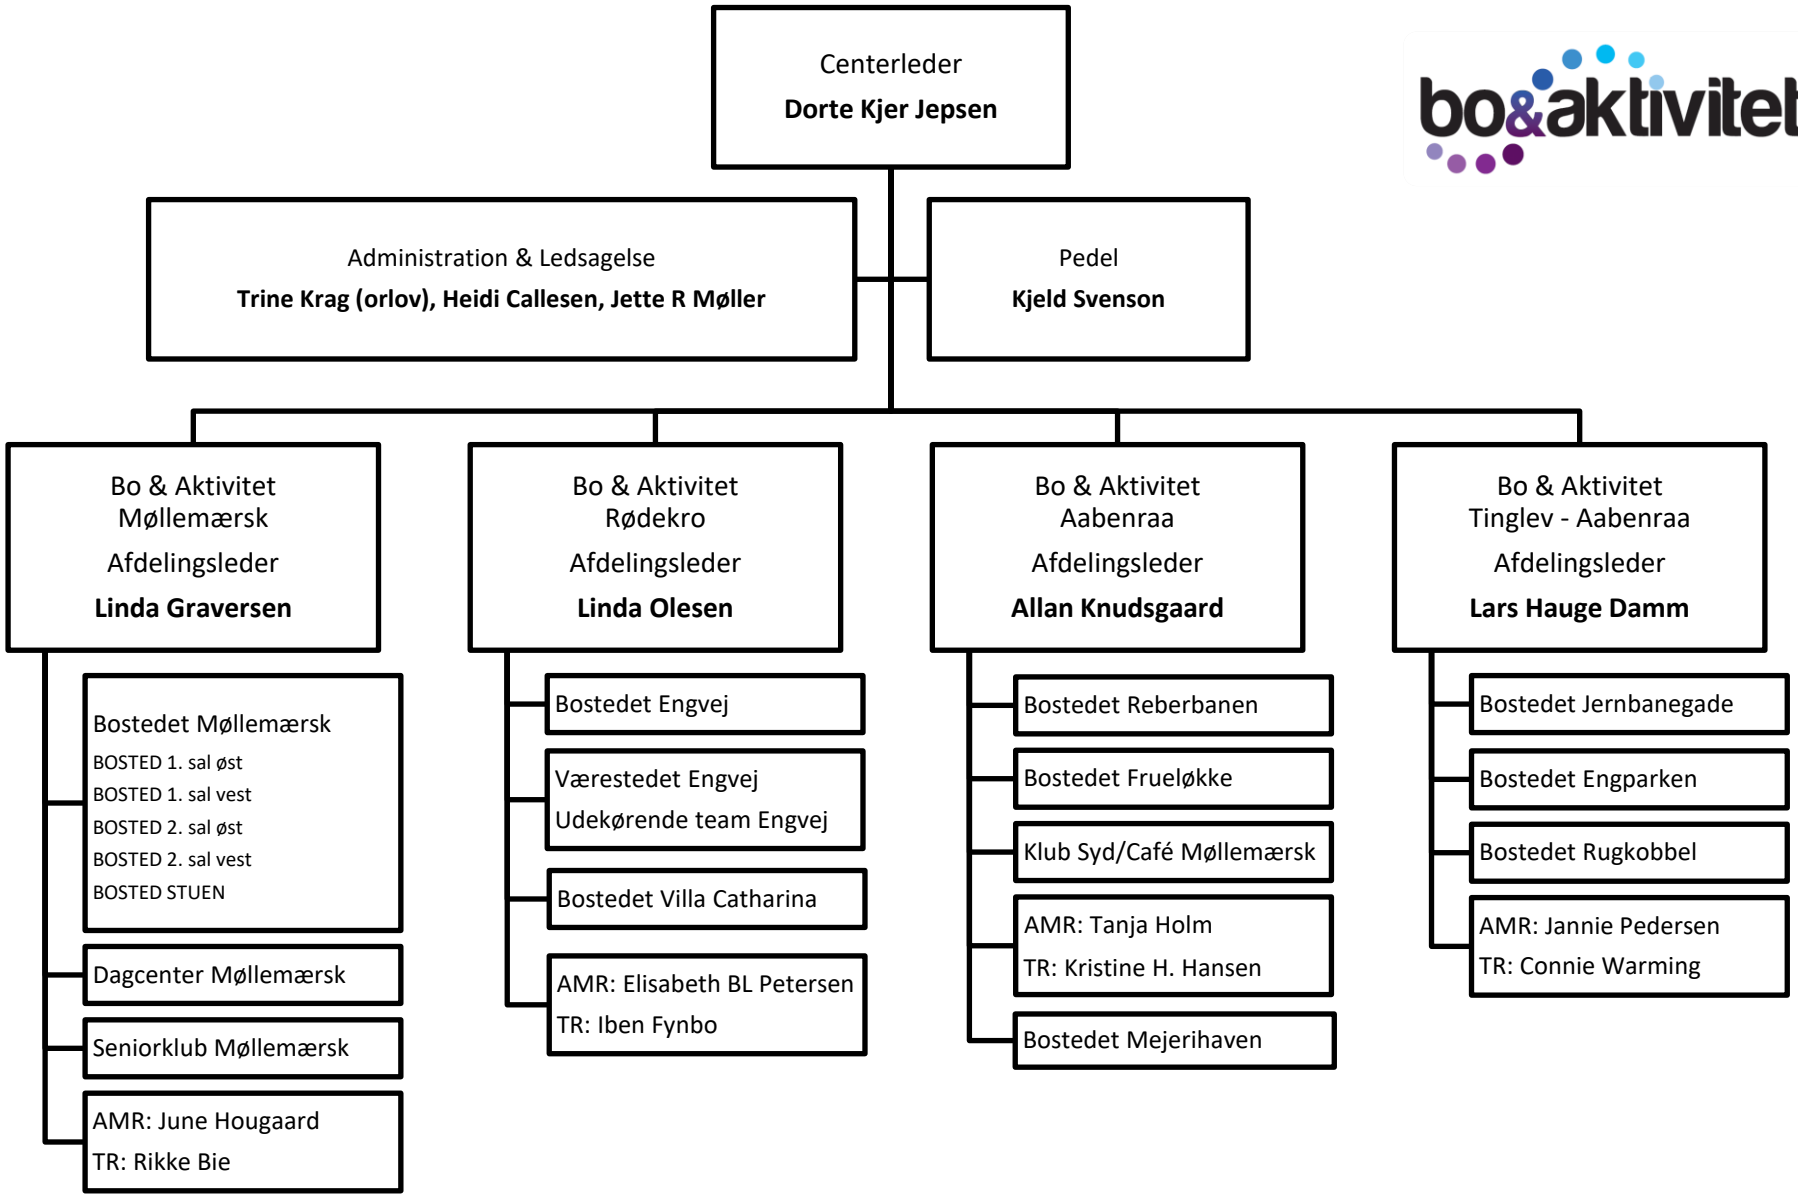 Centerleder
Dorte Kjer Jepsen
bo&aktivitet
Administration & Ledsagelse
Trine Krag (orlov), Heidi Callesen, Jette R Møller
Pedel
Kjeld Svenson
Bo & Aktivitet
Møllemærsk
Afdelingsleder
Linda Graversen
Bostedet Møllemærsk
BOSTED 1. sal øst
BOSTED 1. sal vest
BOSTED 2. sal øst
BOSTED 2. sal vest
BOSTED STUEN
Dagcenter Møllemærsk
Seniorklub Møllemærsk
AMR: June Hougaard
TR: Rikke Bie
Bo & Aktivitet
Rødekro
Afdelingsleder
Linda Olesen
Bostedet Engvej
Værestedet Engvej
Udekørende team Engvej
Bostedet Villa Catharina
AMR: Elisabeth BL Petersen
TR: Iben Fynbo
Bo & Aktivitet
Aabenraa
Afdelingsleder
Allan Knudsgaard
Bostedet Reberbanen
Bostedet Frueløkke
Klub Syd/Café Møllemærsk
AMR: Tanja Holm
TR: Kristine H. Hansen
Bostedet Mejerihaven
Bo & Aktivitet
Tinglev - Aabenraa
Afdelingsleder
Lars Hauge Damm
Bostedet Jernbanegade
Bostedet Engparken
Bostedet Rugkobbel
AMR: Jannie Pedersen
TR: Connie Warming